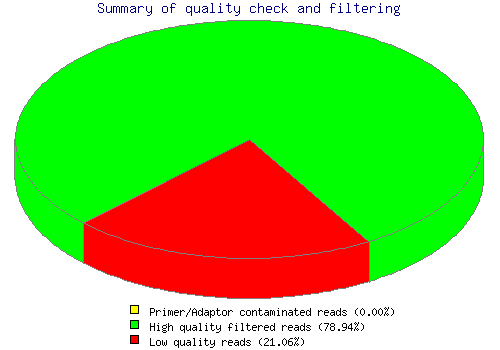 Summary of quality check and filtering
Primer/Adaptor contaminated reads (0.00%)
High quality filtered reads (78.94%)
Low quality reads (21.06%)